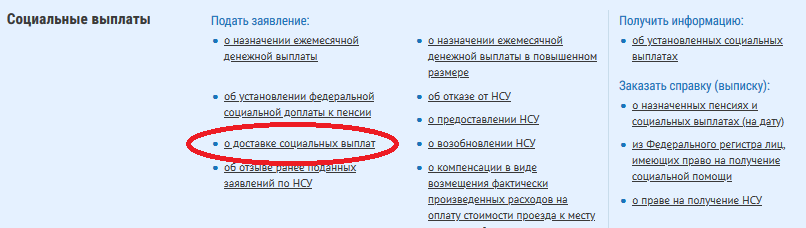 Социальные выплаты
Подать заявление:
о назначении ежемесячной
денежной выплаты
об установлении федеральной
социальной доплаты к пенсии
о доставке социальных выплат
об отзыве ранее поданных
заявлений по НСУ
о назначении ежемесячной
денежной выплаты в повышенном
размере
об отказе от НСУ
о предоставлении НСУ
о возобновлении НСУ
о компенсации в виде
возмещения фактически
произведенных расходов на
оплату стоимости проезда к месту
Получить информацию:
об установленных социальных
выплатах
Заказать справку (выписку):
о назначенных пенсиях и
социальных выплатах (на дату)
из Федерального регистра лиц,
имеющих право на получение
социальной помощи
о праве на получение НСУ